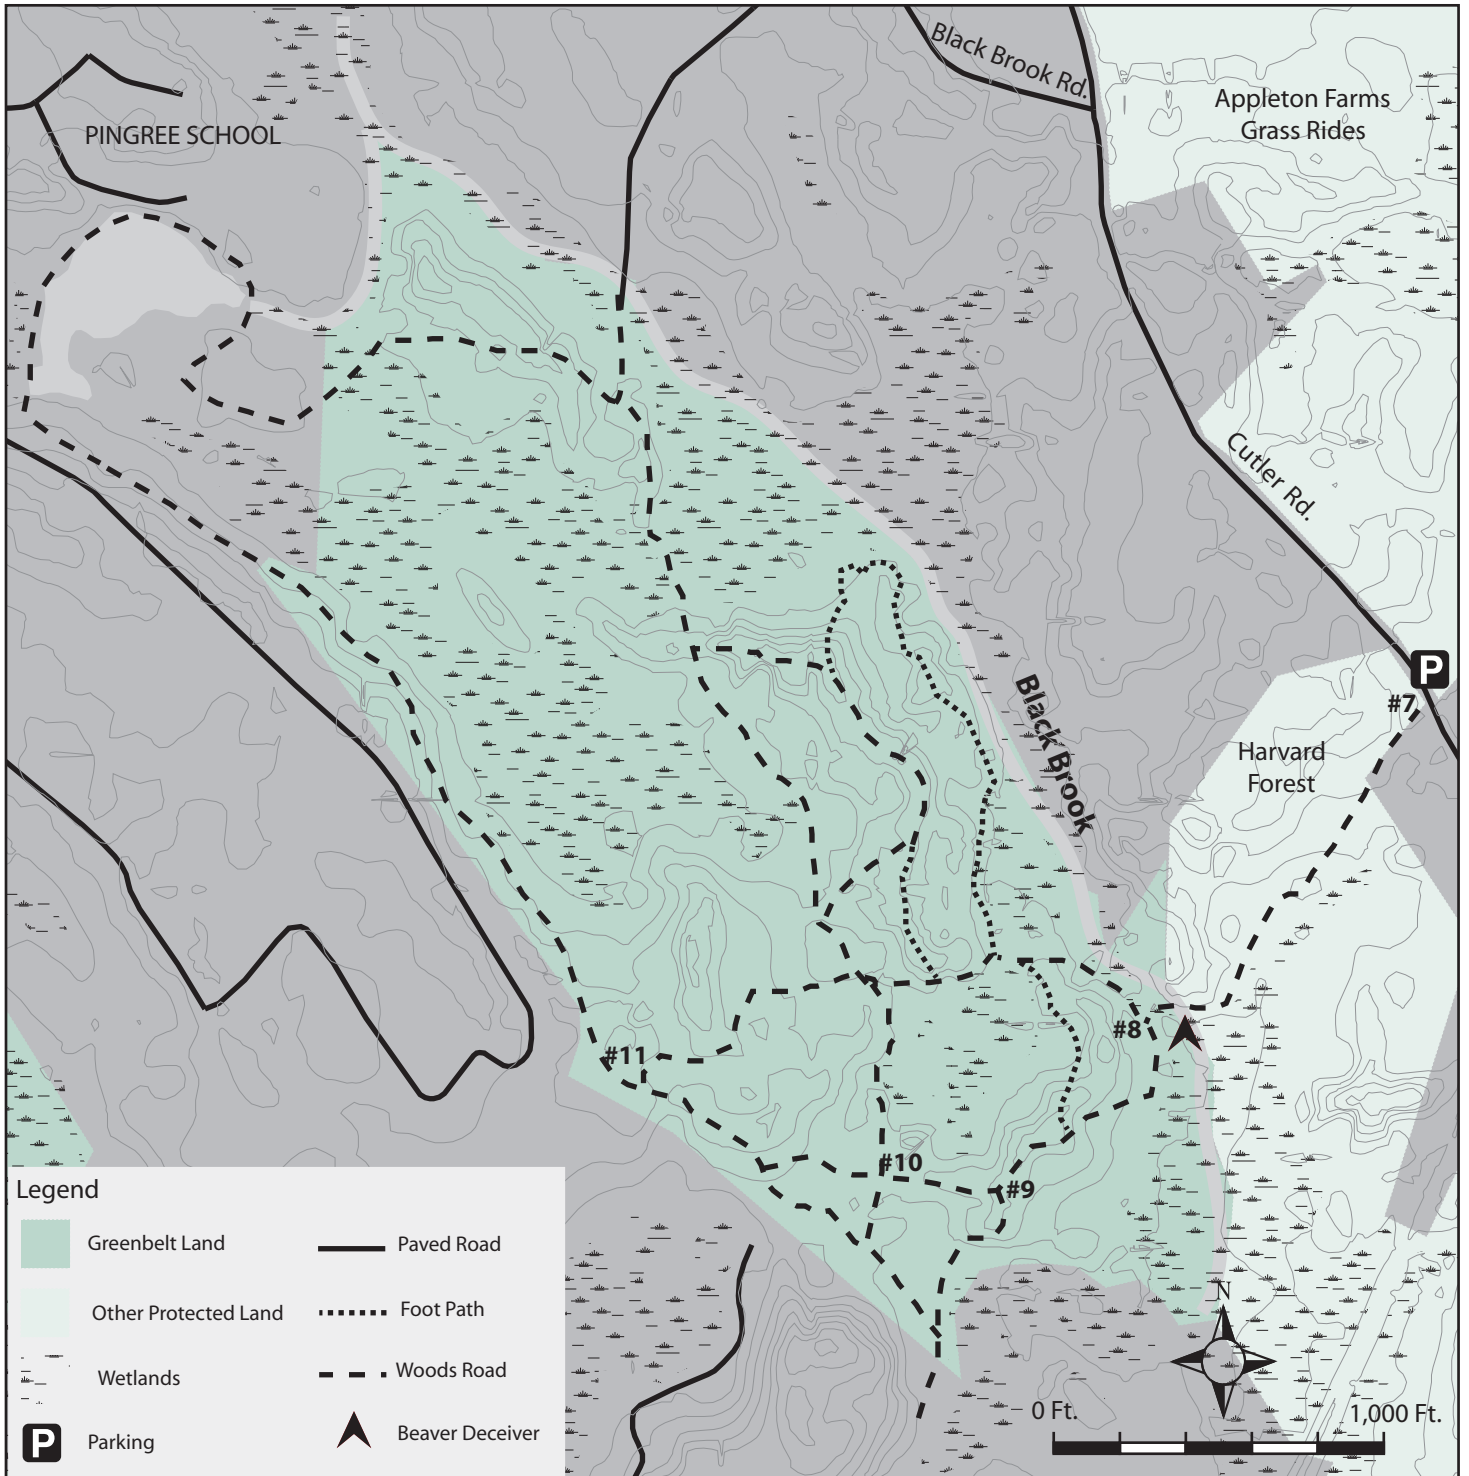 Black Brook Rd.
Appleton Farms
Grass Rides
PINGREE SCHOOL
Cutler Rd.
P
#7
Black Brook
Harvard
Forest
#8
#11
#10
#9
Legend
Greenbelt Land
Paved Road
Other Protected Land
Foot Path
Wetlands
Woods Road
P
Parking
Beaver Deceiver
N
0 Ft.
1,000 Ft.